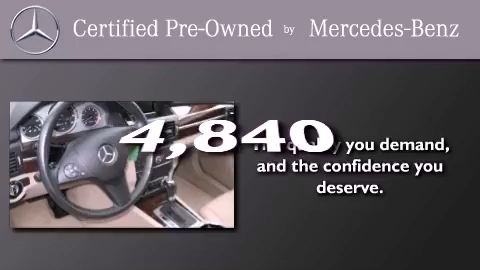 Certified Pre-Owned by Mercedes-Benz
4,840
you demand,
and the confidence you
deserve.